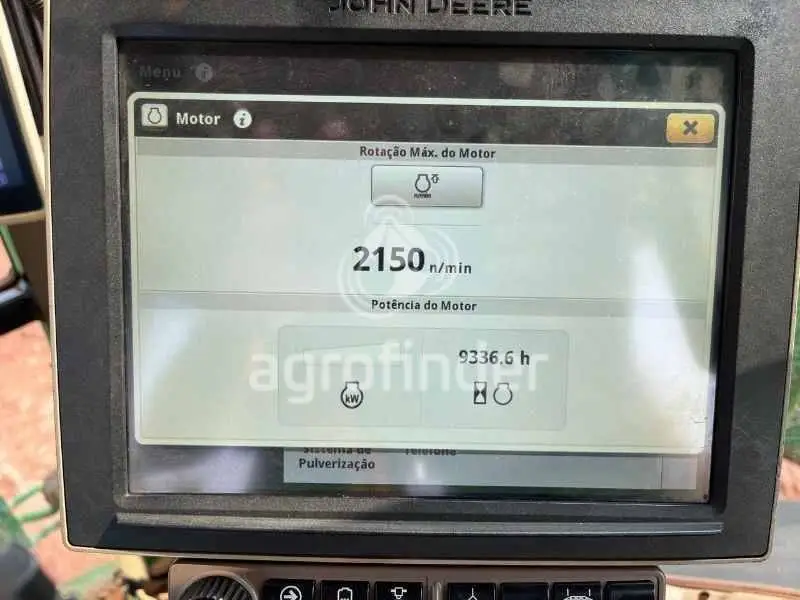 JOHN DEERE
Menu
Motor
Rotação Máx. do Motor
2150 n/min
Potência do Motor
9336.6 h
kW
agrofinder
Sistema de Telefone
Pulverização